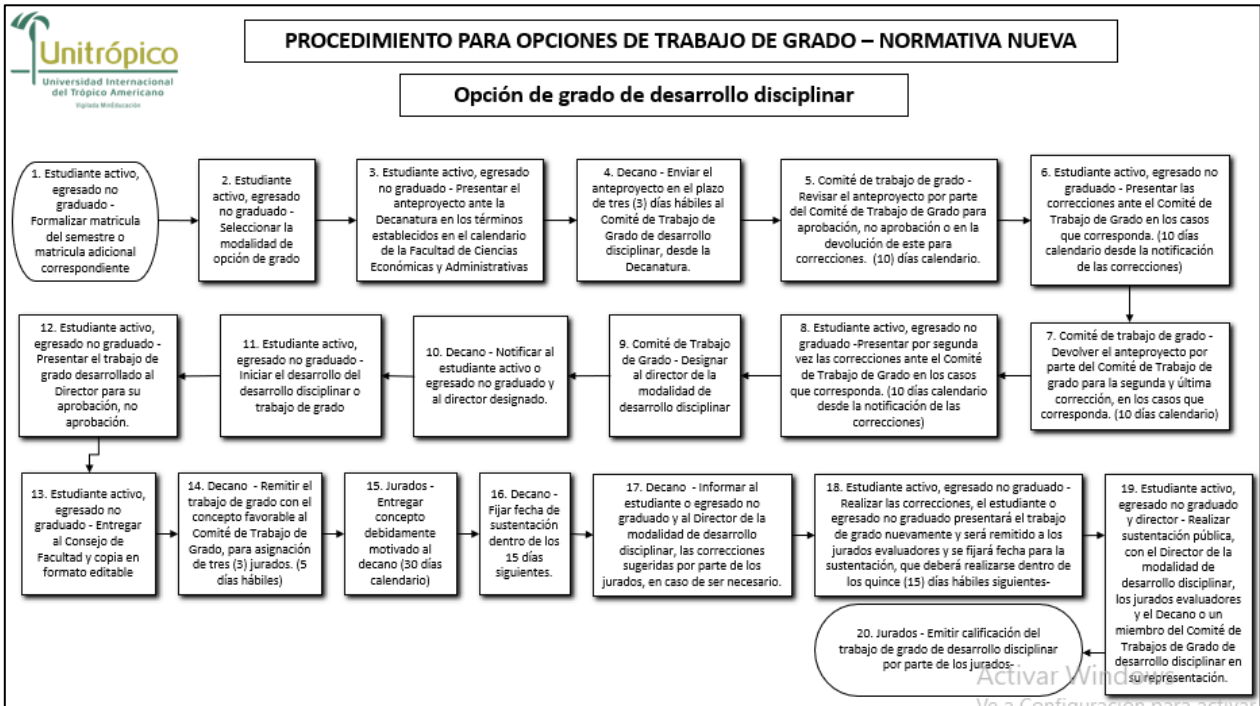 Unitrópico
Universidad Internacional
del Trópico Americano
Vigilada MinEducación
PROCEDIMIENTO PARA OPCIONES DE TRABAJO DE GRADO – NORMATIVA NUEVA
Opción de grado de desarrollo disciplinar
1. Estudiante activo,
egresado no
graduado -
Formalizar matricula
del semestre o
matricula adicional
correspondiente
2. Estudiante
activo, egresado
no graduado -
Seleccionar la
modalidad de
opción de grado
3. Estudiante activo, egresado
no graduado - Presentar el
anteproyecto ante la
Decanatura en los términos
establecidos en el calendario
de la Facultad de Ciencias
Económicas y Administrativas
4. Decano - Enviar el
anteproyecto en el plazo
de tres (3) días hábiles al
Comité de Trabajo de
Grado de desarrollo
disciplinar, desde la
Decanatura.
5. Comité de trabajo de grado -
Revisar el anteproyecto por parte
del Comité de Trabajo de Grado para
aprobación, no aprobación o en la
devolución de este para
correcciones. (10) días calendario.
6. Estudiante activo, egresado no
graduado - Presentar las
correcciones ante el Comité de
Trabajo de Grado en los casos
que corresponda. (10 días
calendario desde la notificación
de las correcciones)
7. Comité de trabajo de grado -
Devolver el anteproyecto por
parte del Comité de Trabajo de
grado para la segunda y última
corrección, en los casos que
corresponda. (10 días calendario)
8. Estudiante activo, egresado no
graduado -Presentar por segunda
vez las correcciones ante el Comité
de Trabajo de Grado en los casos
que corresponda. (10 días calendario
desde la notificación de las
correcciones)
9. Comité de Trabajo
de Grado - Designar
al director de la
modalidad de
desarrollo disciplinar
10. Decano - Notificar al
estudiante activo o
egresado no graduado y
al director designado.
11. Estudiante activo,
egresado no graduado -
Iniciar el desarrollo del
desarrollo disciplinar o
trabajo de grado
12. Estudiante activo,
egresado no graduado -
Presentar el trabajo de
grado desarrollado al
Director para su
aprobación, no
aprobación.
13. Estudiante activo,
egresado no
graduado - Entregar
al Consejo de
Facultad y copia en
formato editable
14. Decano - Remitir el
trabajo de grado con el
concepto favorable al
Comité de Trabajo de
Grado, para asignación
de tres (3) jurados. (5
días hábiles)
15. Jurados -
Entregar
concepto
debidamente
motivado al
decano (30 días
calendario)
16. Decano -
Fijar fecha de
sustentación
dentro de los
15 días
siguientes.
17. Decano - Informar al
estudiante o egresado no
graduado y al Director de la
modalidad de desarrollo
disciplinar, las correcciones
sugeridas por parte de los
jurados, en caso de ser necesario.
18. Estudiante activo, egresado no graduado -
Realizar las correcciones, el estudiante o
egresado no graduado presentará el trabajo
de grado nuevamente y será remitido a los
jurados evaluadores y se fijará fecha para la
sustentación, que deberá realizarse dentro de
los quince (15) días hábiles siguientes-
19. Estudiante activo,
egresado no graduado
y director - Realizar
sustentación pública,
con el Director de la
modalidad de
desarrollo disciplinar,
los jurados evaluadores
y el Decano o un
miembro del Comité de
Trabajos de Grado de
desarrollo disciplinar en
su representación.
20. Jurados - Emitir calificación del
trabajo de grado de desarrollo disciplinar
por parte de los jurados-
Activar Windows
Ve a Configuración para activar